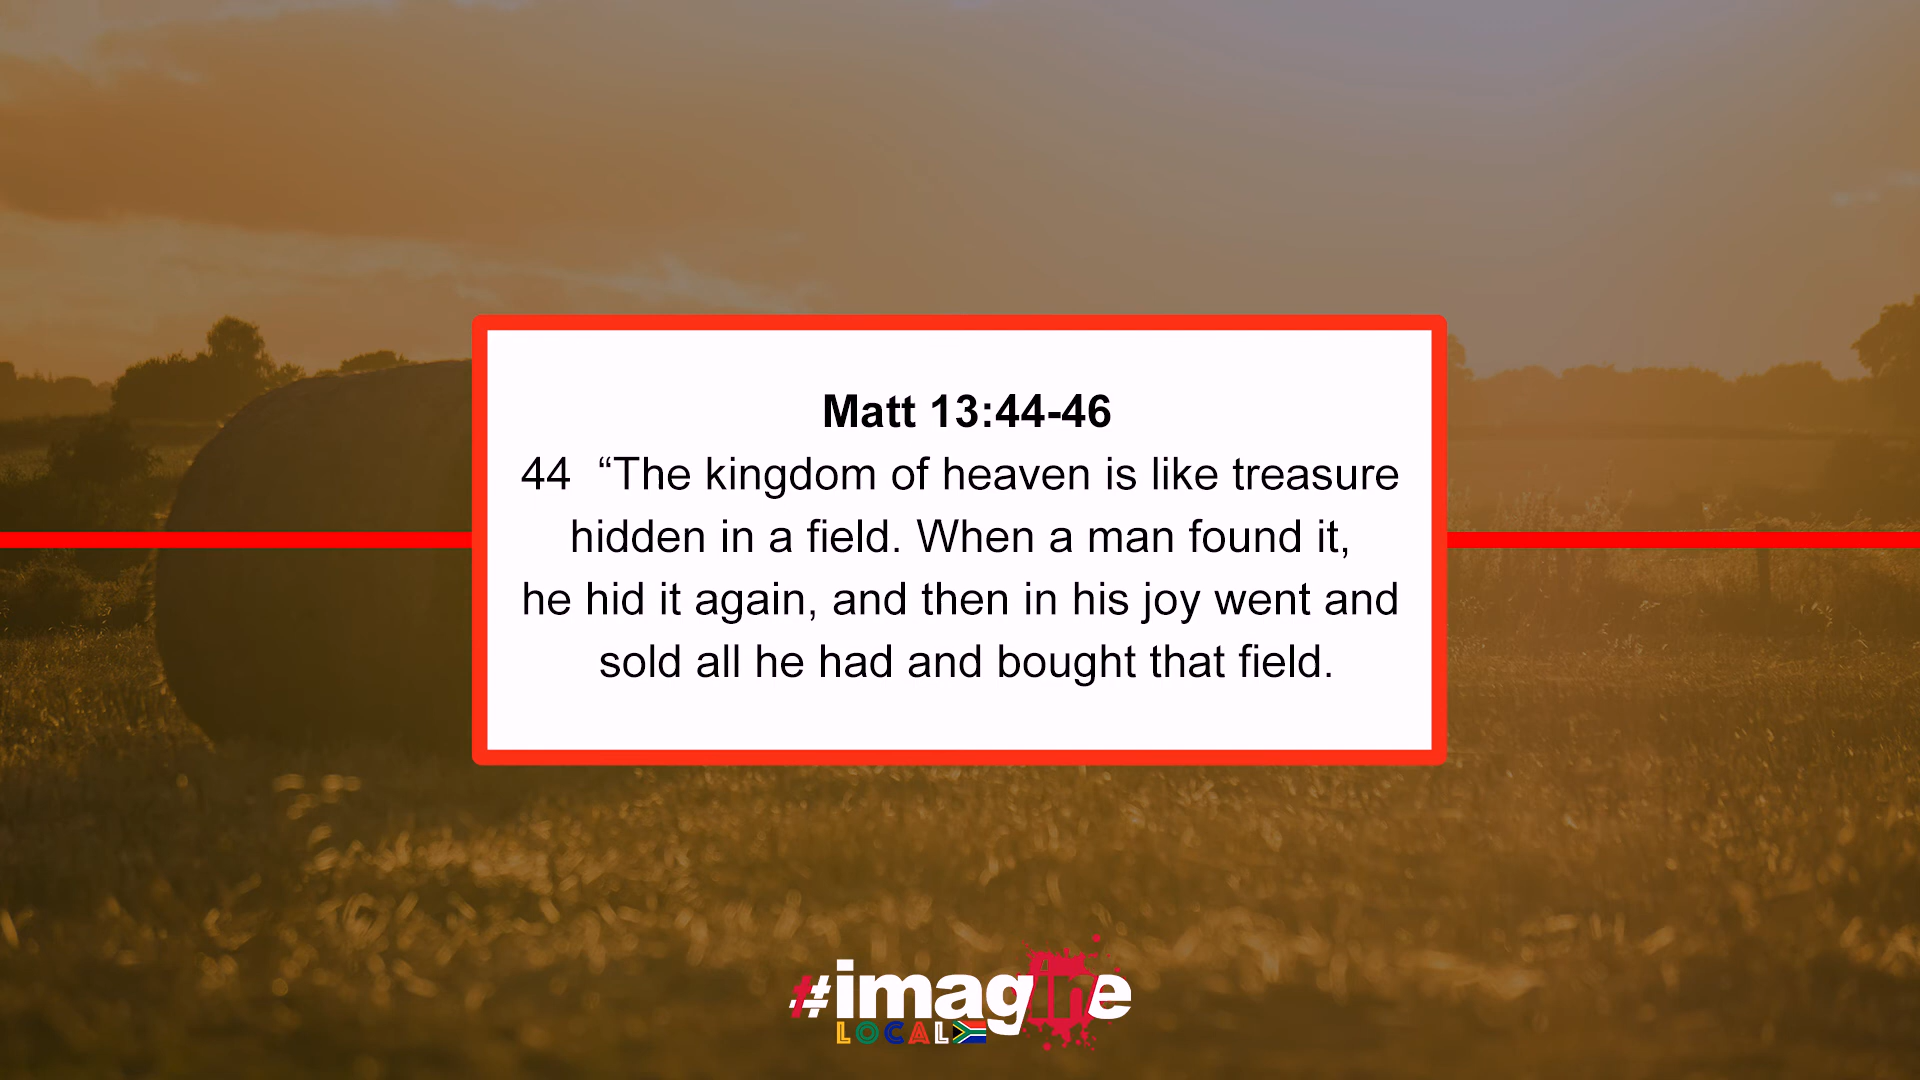 Matt 13:44-46
44 “The kingdom of heaven is like treasure
hidden in a field. When a man found it,
he hid it again, and then in his joy went and
sold all he had and bought that field.
#imagine
LOCAL